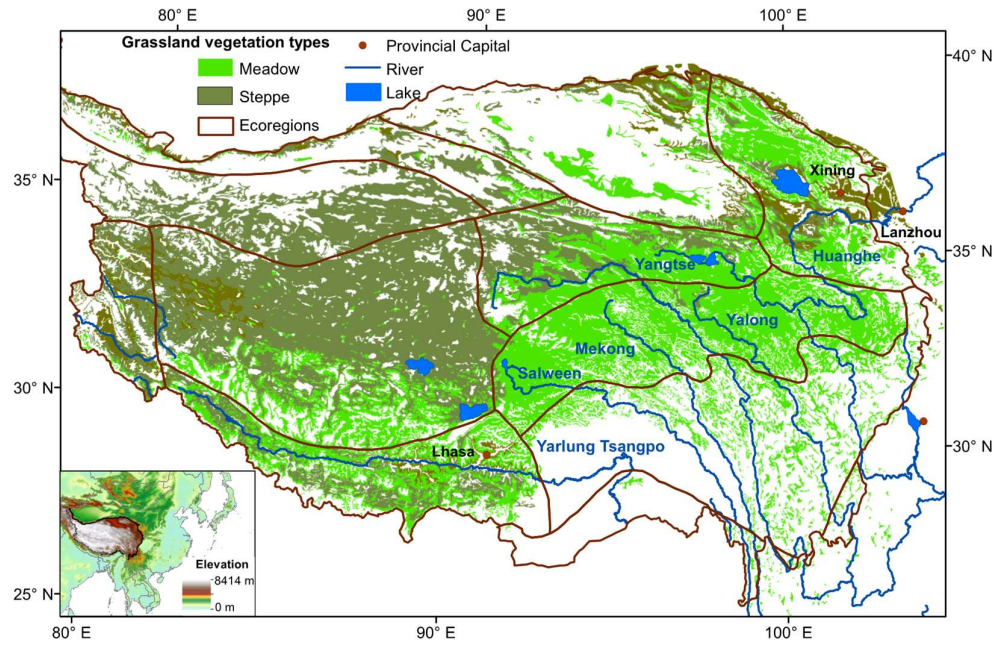 80° E
90° E
100° E
Grassland vegetation types
Meadow
Steppe
Ecoregions
Provincial Capital
River
Lake
40° N
35° N
35° N
30° N
30° N
25° N
Xining
Lanzhou
Huanghe
Yangtse
Yalong
Mekong
Salween
Yarlung Tsangpo
Lhasa
Elevation
8414 m
0 m
80° E
90° E
100° E